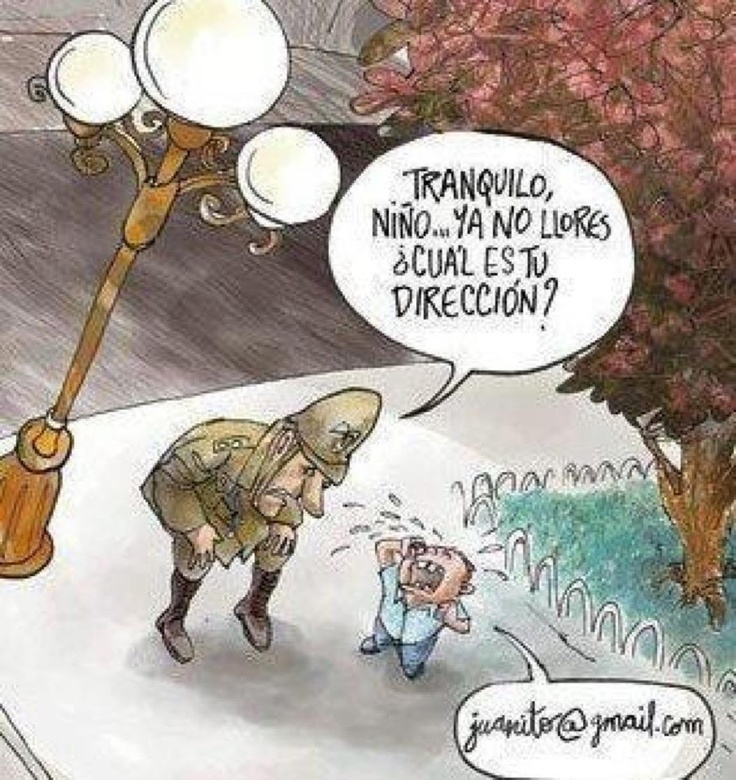 TRANQUILO,
NIÑO... YA NO LLORES
¿CUÁL ES TU
DIRECCIÓN?
juanito@gmail.com